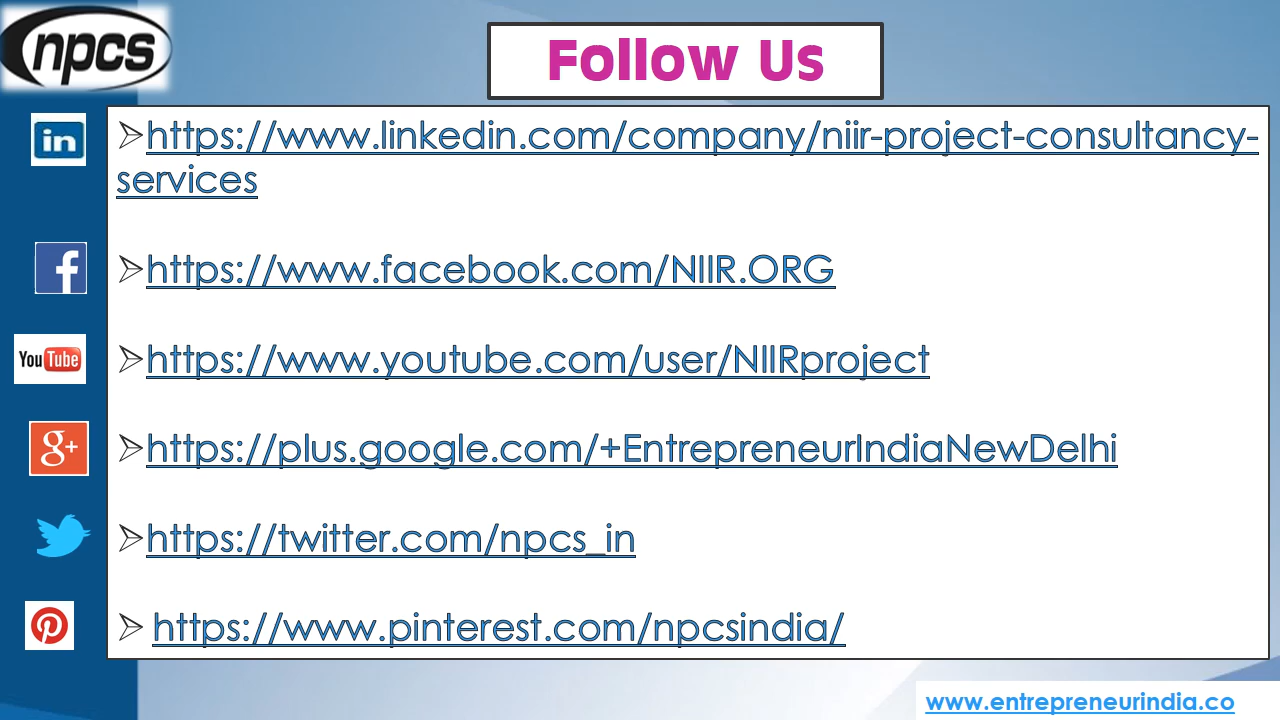 npcs
Follow Us
in
➢https://www.linkedin.com/company/niir-project-consultancy-
services
f
➢https://www.facebook.com/NIIR.ORG
YouTube
➢https://www.youtube.com/user/NIIRproject
g+
➢https://plus.google.com/+EntrepreneurIndiaNewDelhi
➢https://twitter.com/npcs_in
➢ https://www.pinterest.com/npcsindia/
www.entrepreneurindia.co